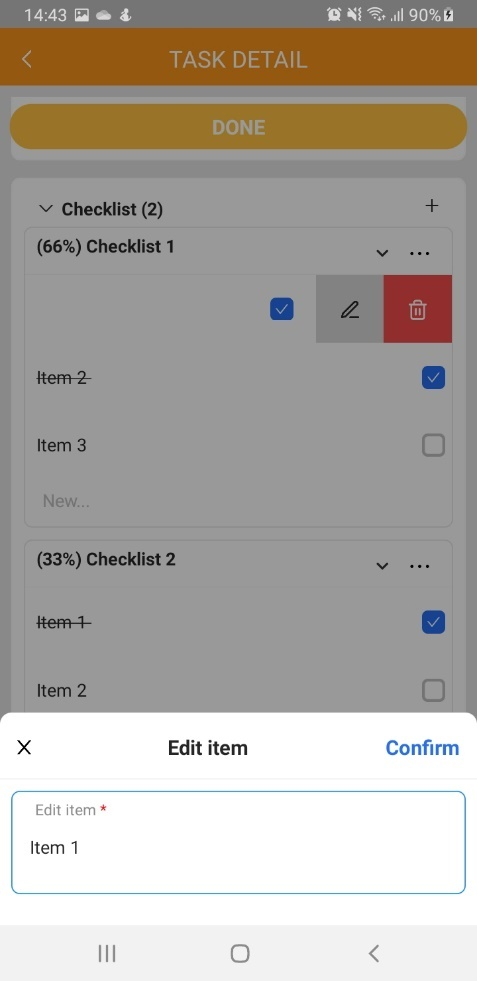 14:43 90%
TASK DETAIL
DONE
Checklist (2)
(66%) Checklist 1
Item 2
Item 3
New...
(33%) Checklist 2
Item 1
Item 2
Edit item Confirm
Edit item *
Item 1